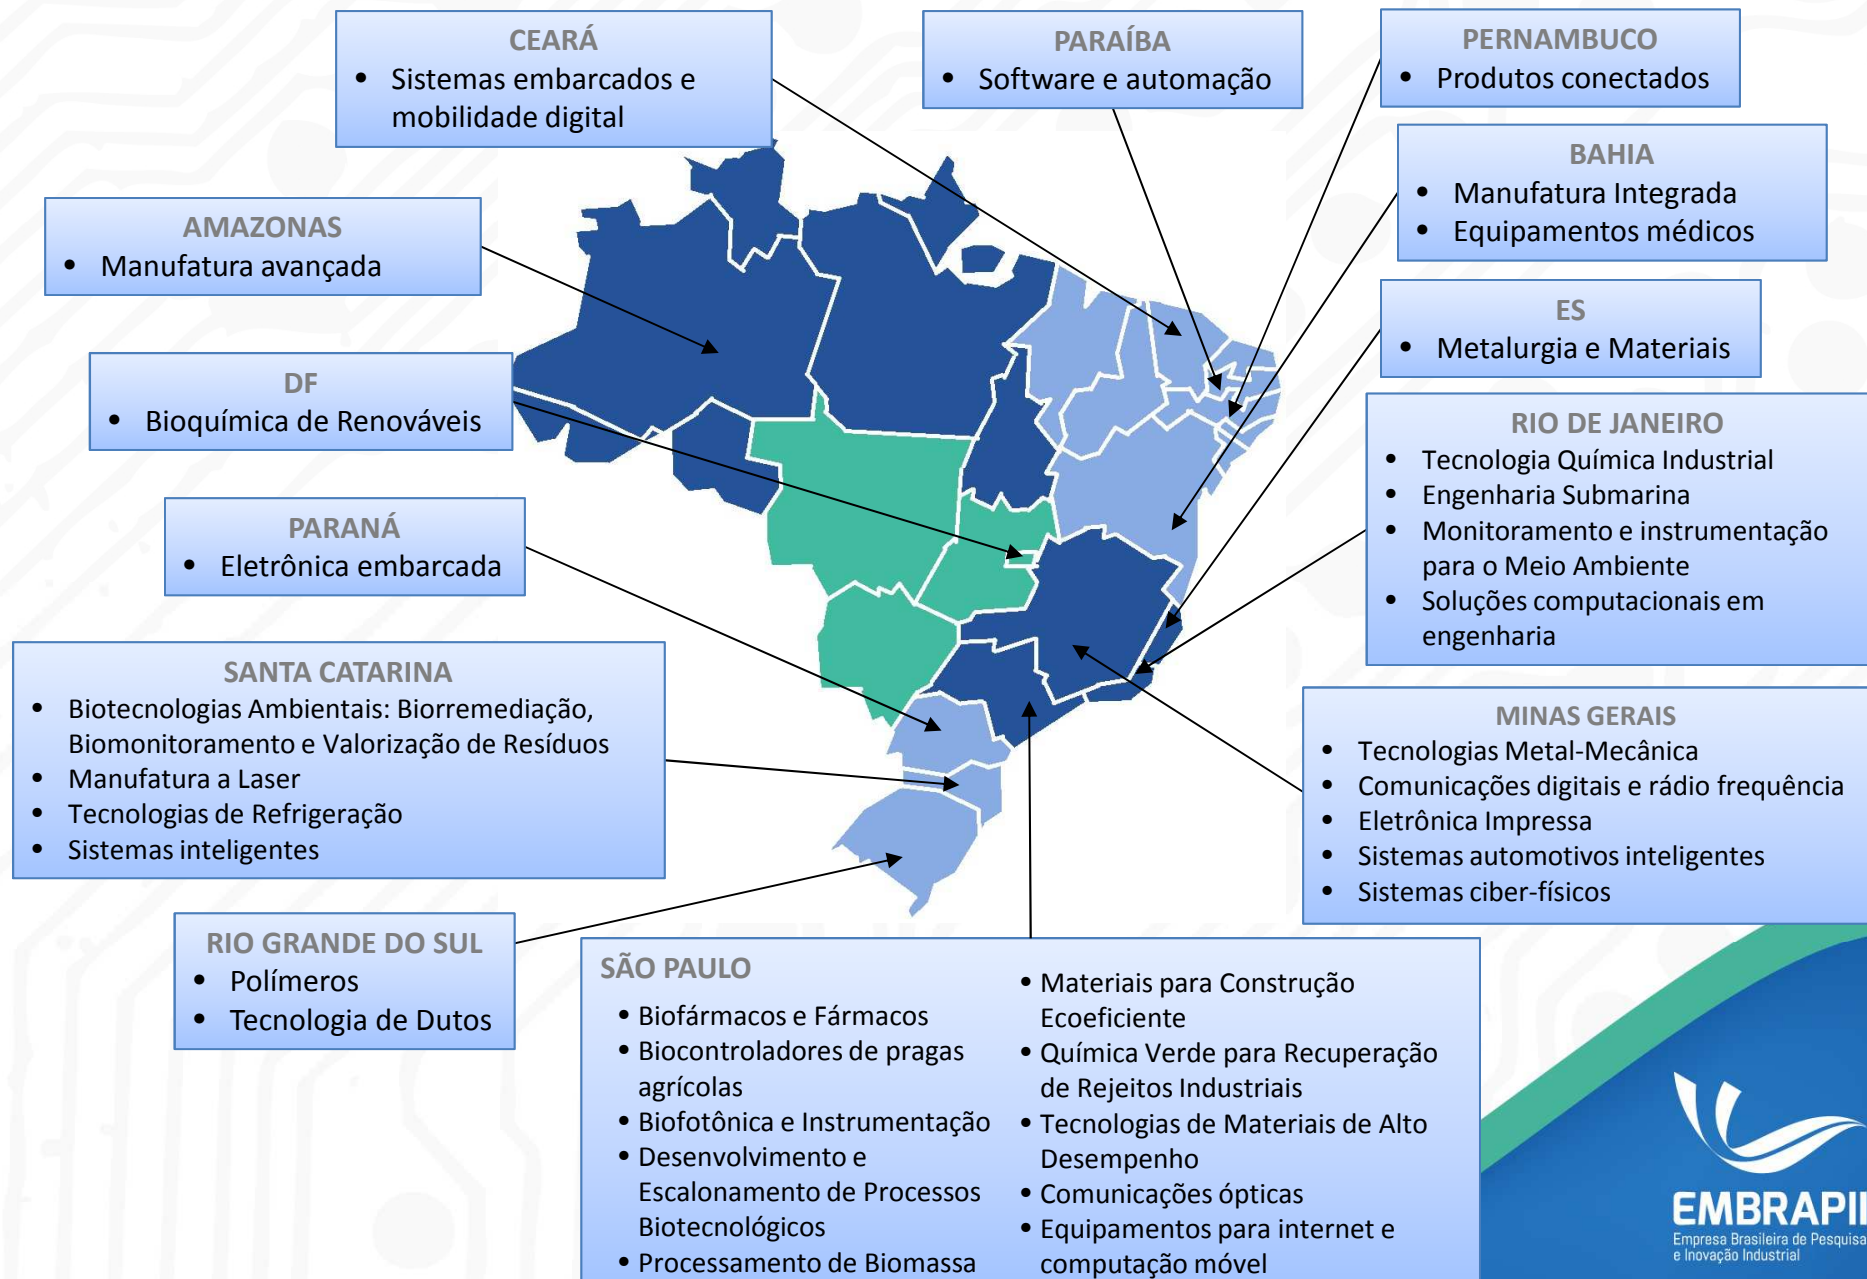 CEARÁ
• Sistemas embarcados e
mobilidade digital
PARAÍBA
• Software e automação
PERNAMBUCO
• Produtos conectados
BAHIA
• Manufatura Integrada
• Equipamentos médicos
AMAZONAS
• Manufatura avançada
ES
• Metalurgia e Materiais
DF
• Bioquímica de Renováveis
RIO DE JANEIRO
• Tecnologia Química Industrial
• Engenharia Submarina
• Monitoramento e instrumentação
para o Meio Ambiente
• Soluções computacionais em
engenharia
PARANÁ
• Eletrônica embarcada
SANTA CATARINA
• Biotecnologias Ambientais: Biorremediação,
Biomonitoramento e Valorização de Resíduos
• Manufatura a Laser
• Tecnologias de Refrigeração
• Sistemas inteligentes
MINAS GERAIS
• Tecnologias Metal-Mecânica
• Comunicações digitais e rádio frequência
• Eletrônica Impressa
• Sistemas automotivos inteligentes
• Sistemas ciber-físicos
RIO GRANDE DO SUL
• Polímeros
• Tecnologia de Dutos
SÃO PAULO
• Biofármacos e Fármacos
• Biocontroladores de pragas
agrícolas
• Biofotônica e Instrumentação
• Desenvolvimento e
Escalonamento de Processos
Biotecnológicos
• Processamento de Biomassa
• Materiais para Construção
Ecoeficiente
• Química Verde para Recuperação
de Rejeitos Industriais
• Tecnologias de Materiais de Alto
Desempenho
• Comunicações ópticas
• Equipamentos para internet e
computação móvel
EMBRAPII
Empresa Brasileira de Pesquisa
e Inovação Industrial